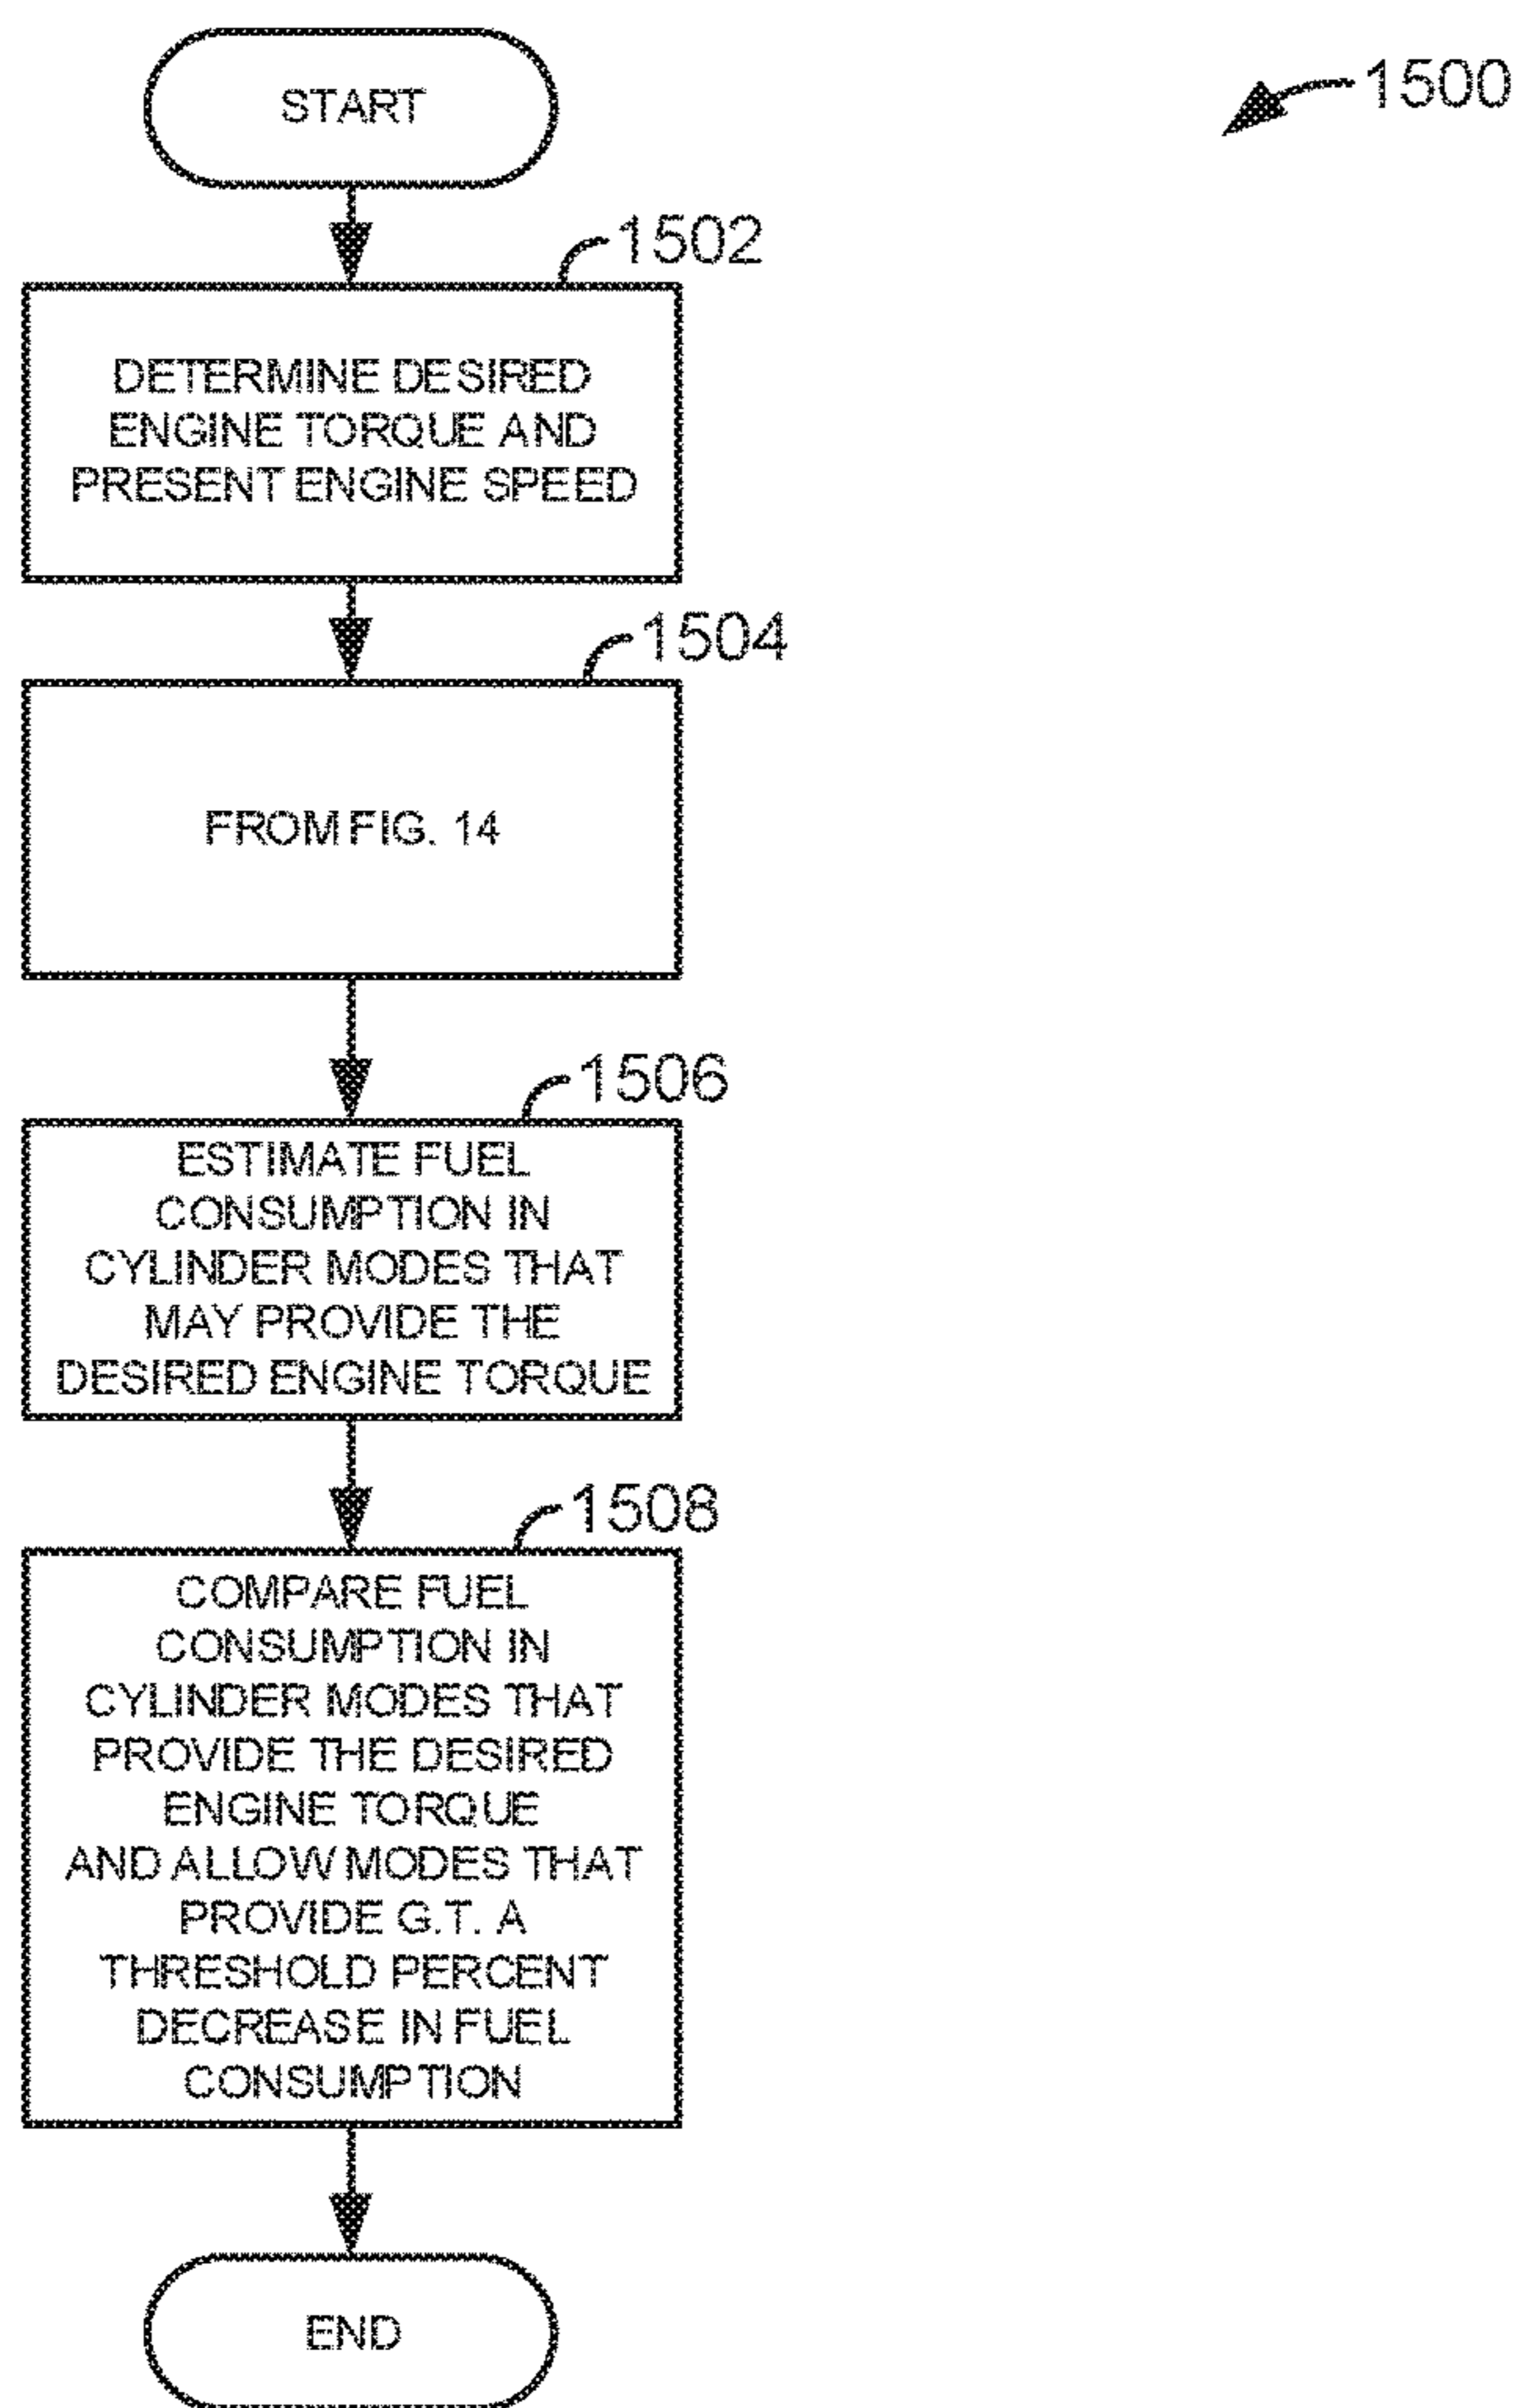 START
1500
1502
DETERMINE DESIRED
ENGINE TORQUE AND
PRESENT ENGINE SPEED
1504
FROM FIG. 14
1506
ESTIMATE FUEL
CONSUMPTION IN
CYLINDER MODES THAT
MAY PROVIDE THE
DESIRED ENGINE TORQUE
1508
COMPARE FUEL
CONSUMPTION IN
CYLINDER MODES THAT
PROVIDE THE DESIRED
ENGINE TORQUE
AND ALLOW MODES THAT
PROVIDE G.T. A
THRESHOLD PERCENT
DECREASE IN FUEL
CONSUMPTION
END